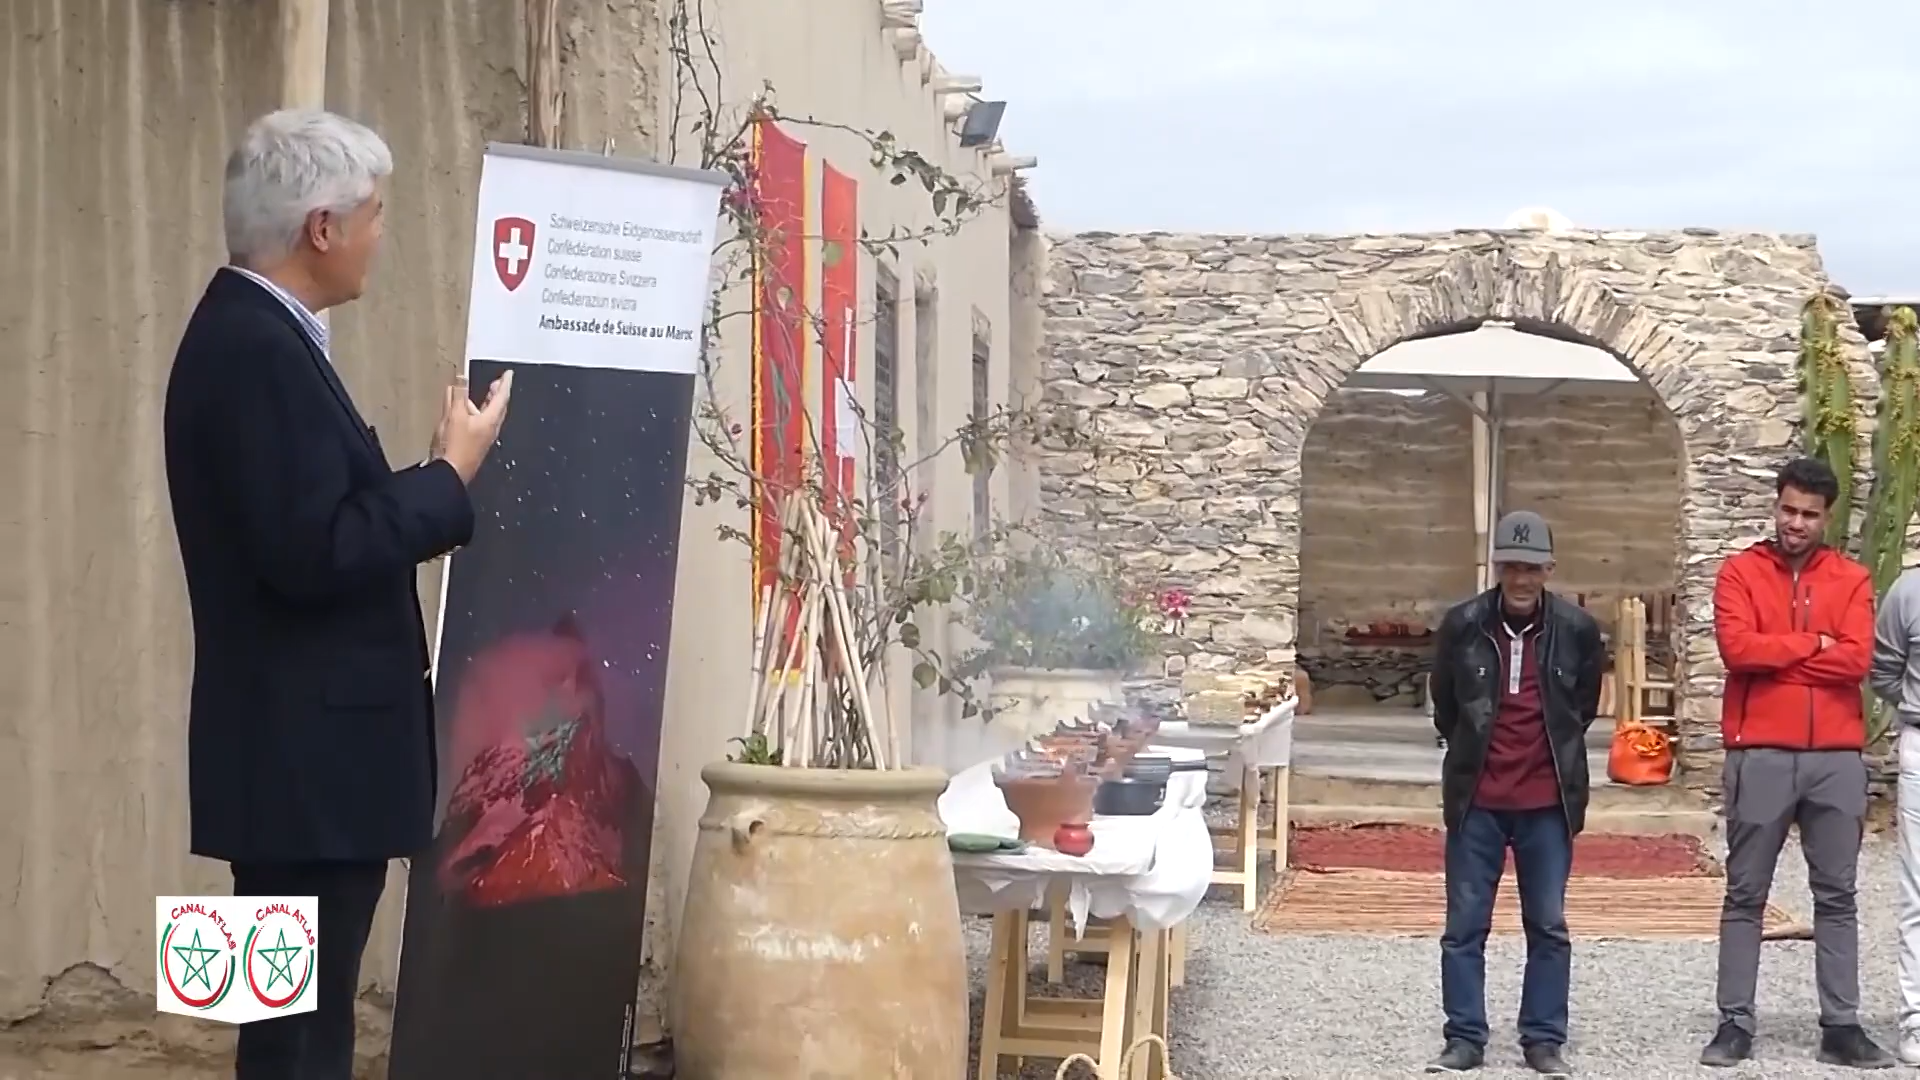 Schweizerische Eidgenossenschaft
Confédération suisse
Confederazione Svizzera
Confederaziun svizra
Ambassade de Suisse au Maroc
NY
CANAL ATLAS
CANAL ATLAS